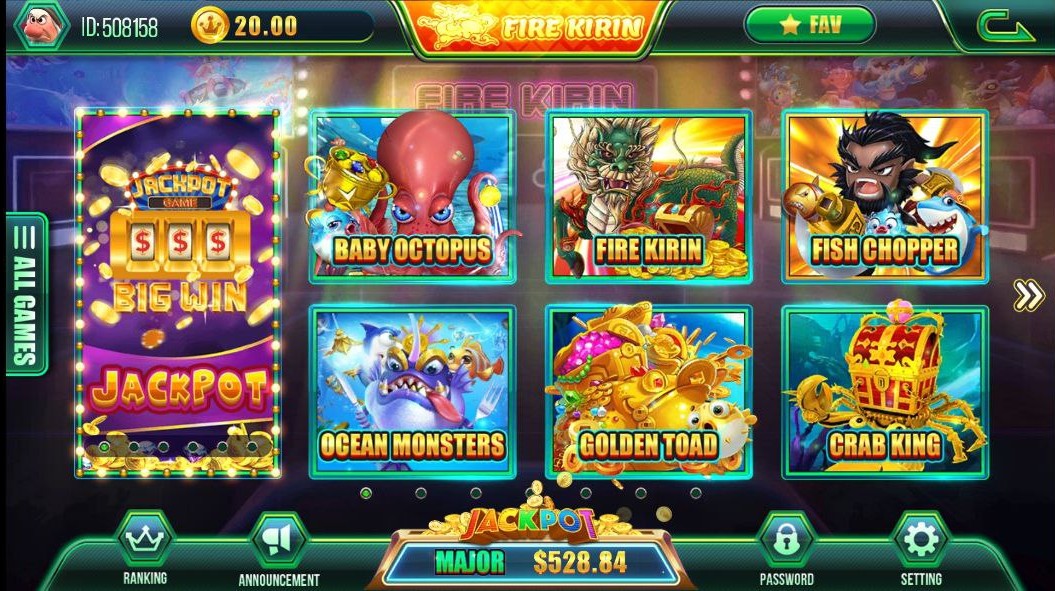 ID:508158
20.00
FIRE KIRIN
FAV
FIRE KIRIN
ALL GAMES
JACKPOT
GAME
$ $ $
BIG WIN
JACKPOT
BABY OCTOPUS
FIRE KIRIN
FISH CHOPPER
OCEAN MONSTERS
GOLDEN TOAD
CRAB KING
JACKPOT
MAJOR $528.84
RANKING
ANNOUNCEMENT
PASSWORD
SETTING